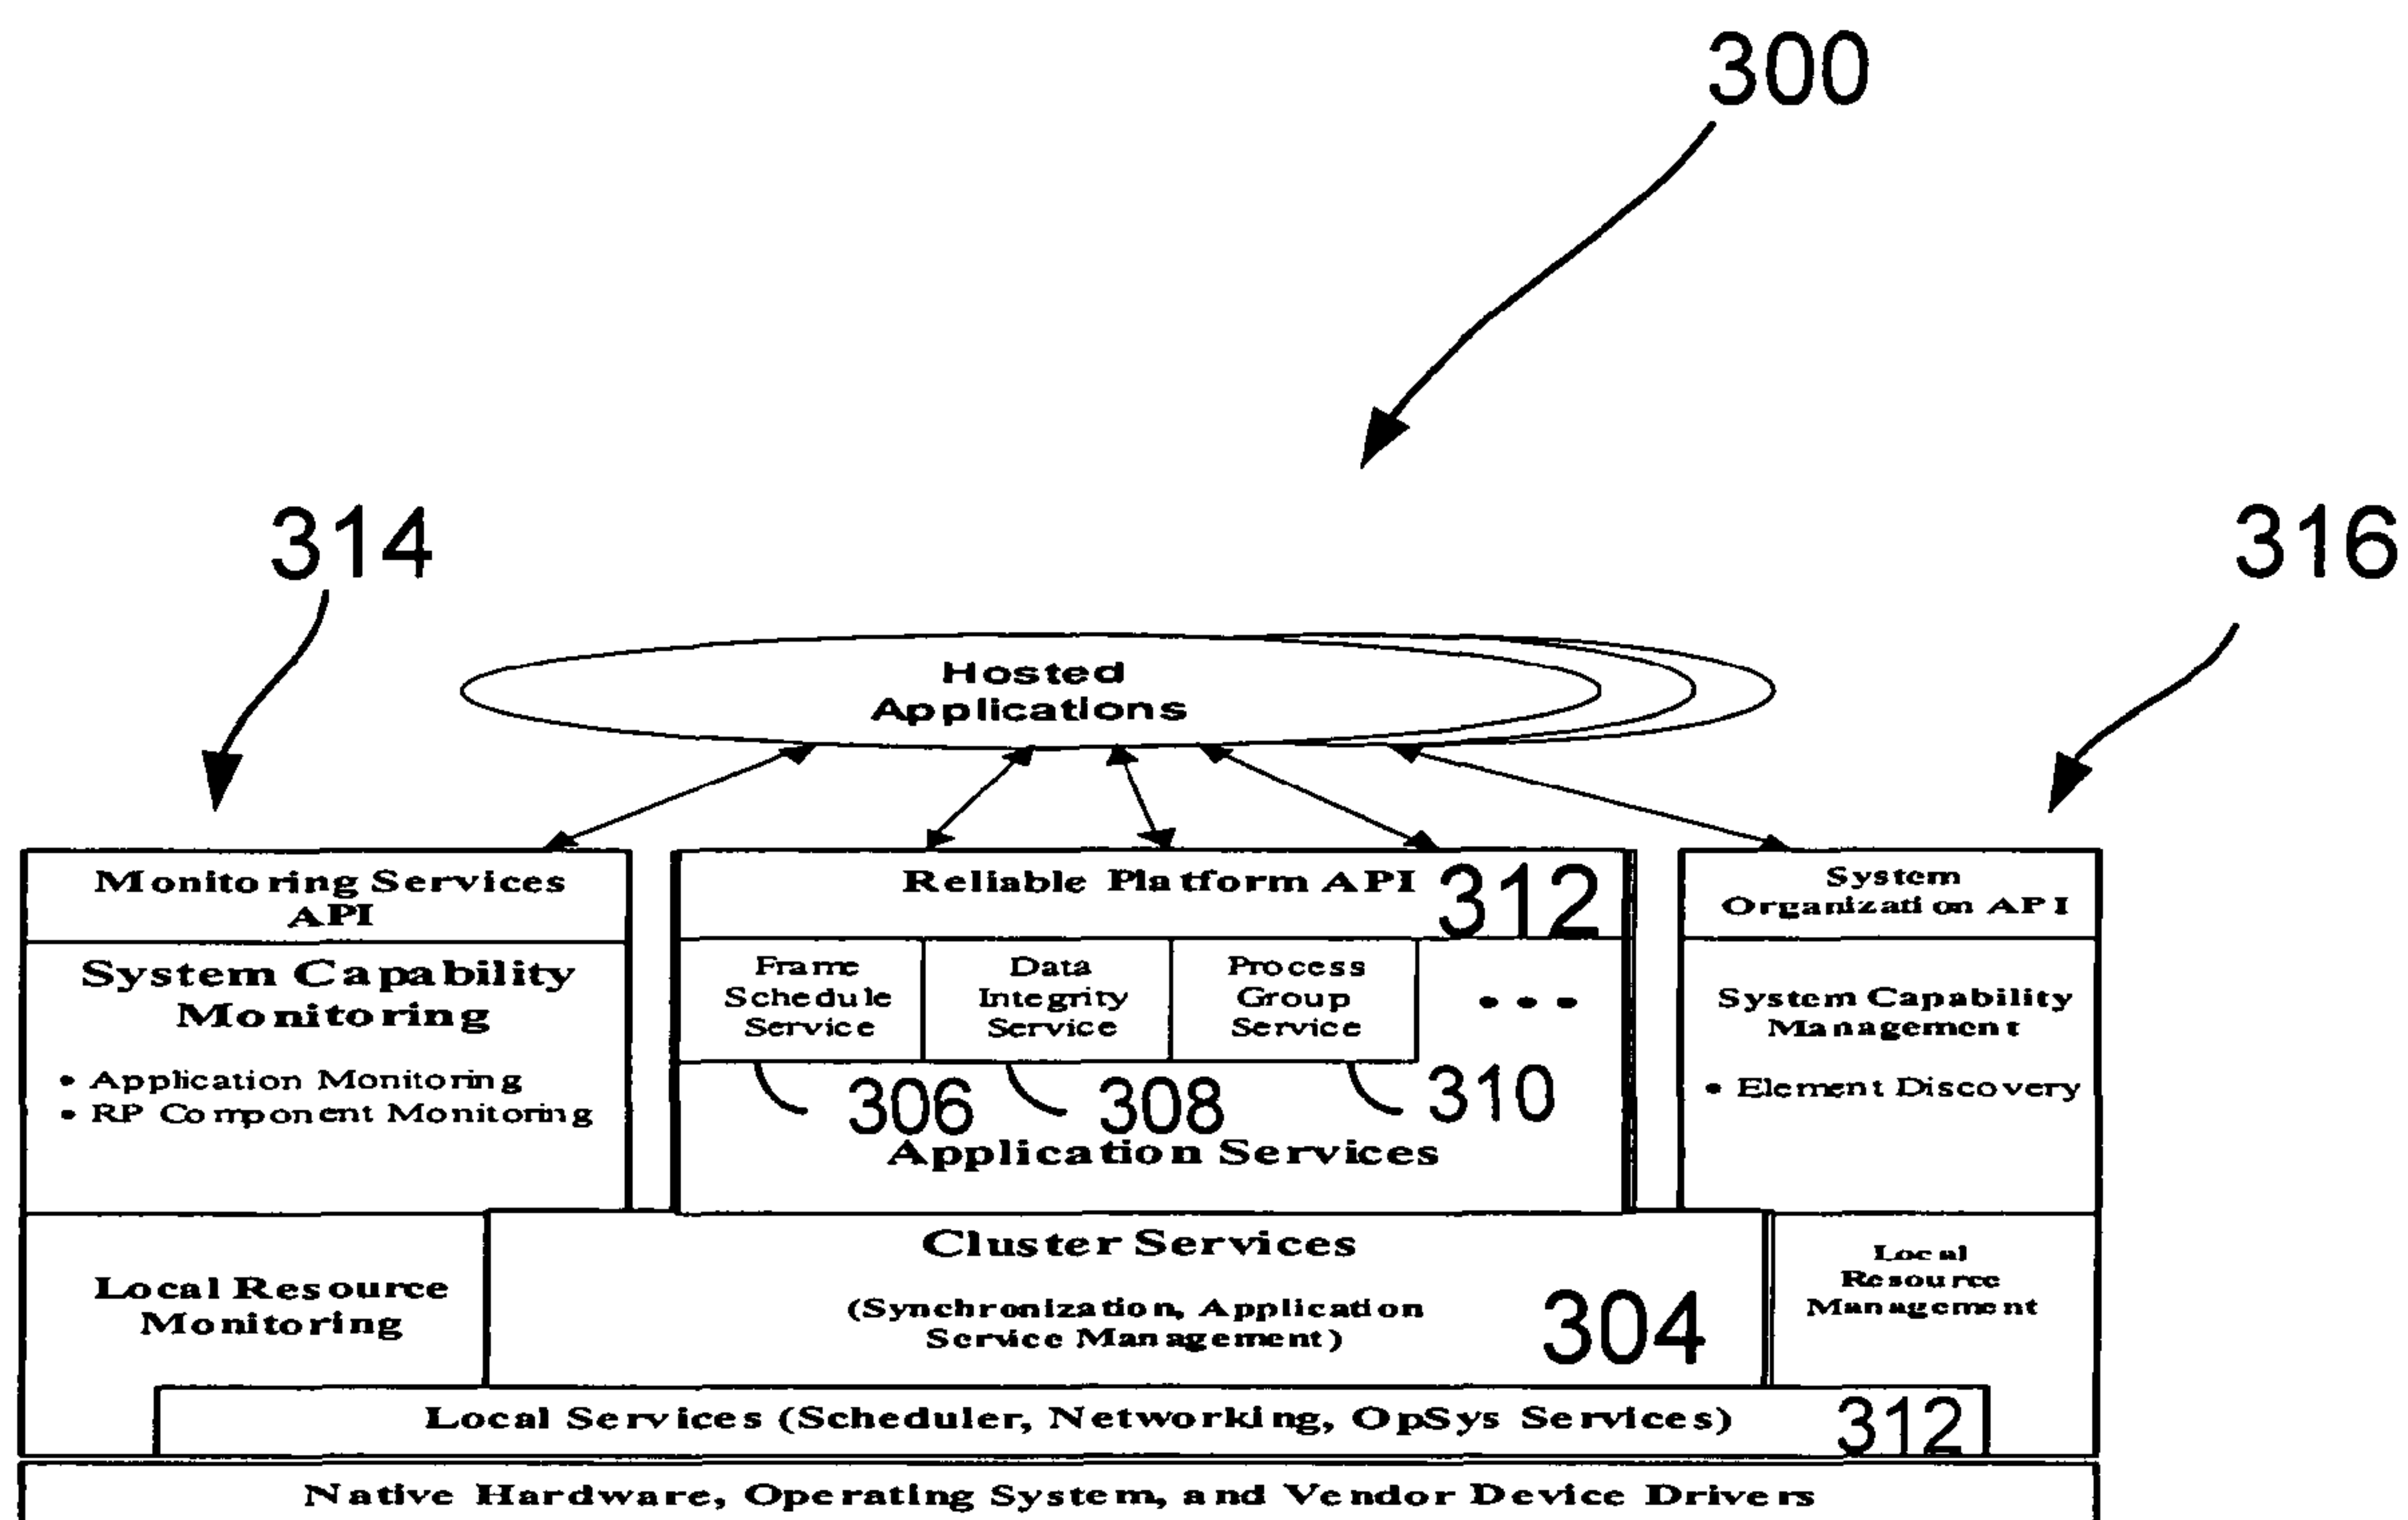 300
314
316
Hosted
Applications
Monitoring Services
API
Reliable Platform API 312
System
Organization API
System Capability
Monitoring
• Application Monitoring
• RP Component Monitoring
Frame
Schedule
Service
Data
Integrity
Service
Process
Group
Service
• • •
306
308
310
Application Services
System Capability
Management
• Element Discovery
Local Resource
Monitoring
Cluster Services
(Synchronization, Application
Service Management)
304
Local
Resource
Management
Local Services (Scheduler, Networking, OpSys Services) 312
Native Hardware, Operating System, and Vendor Device Drivers